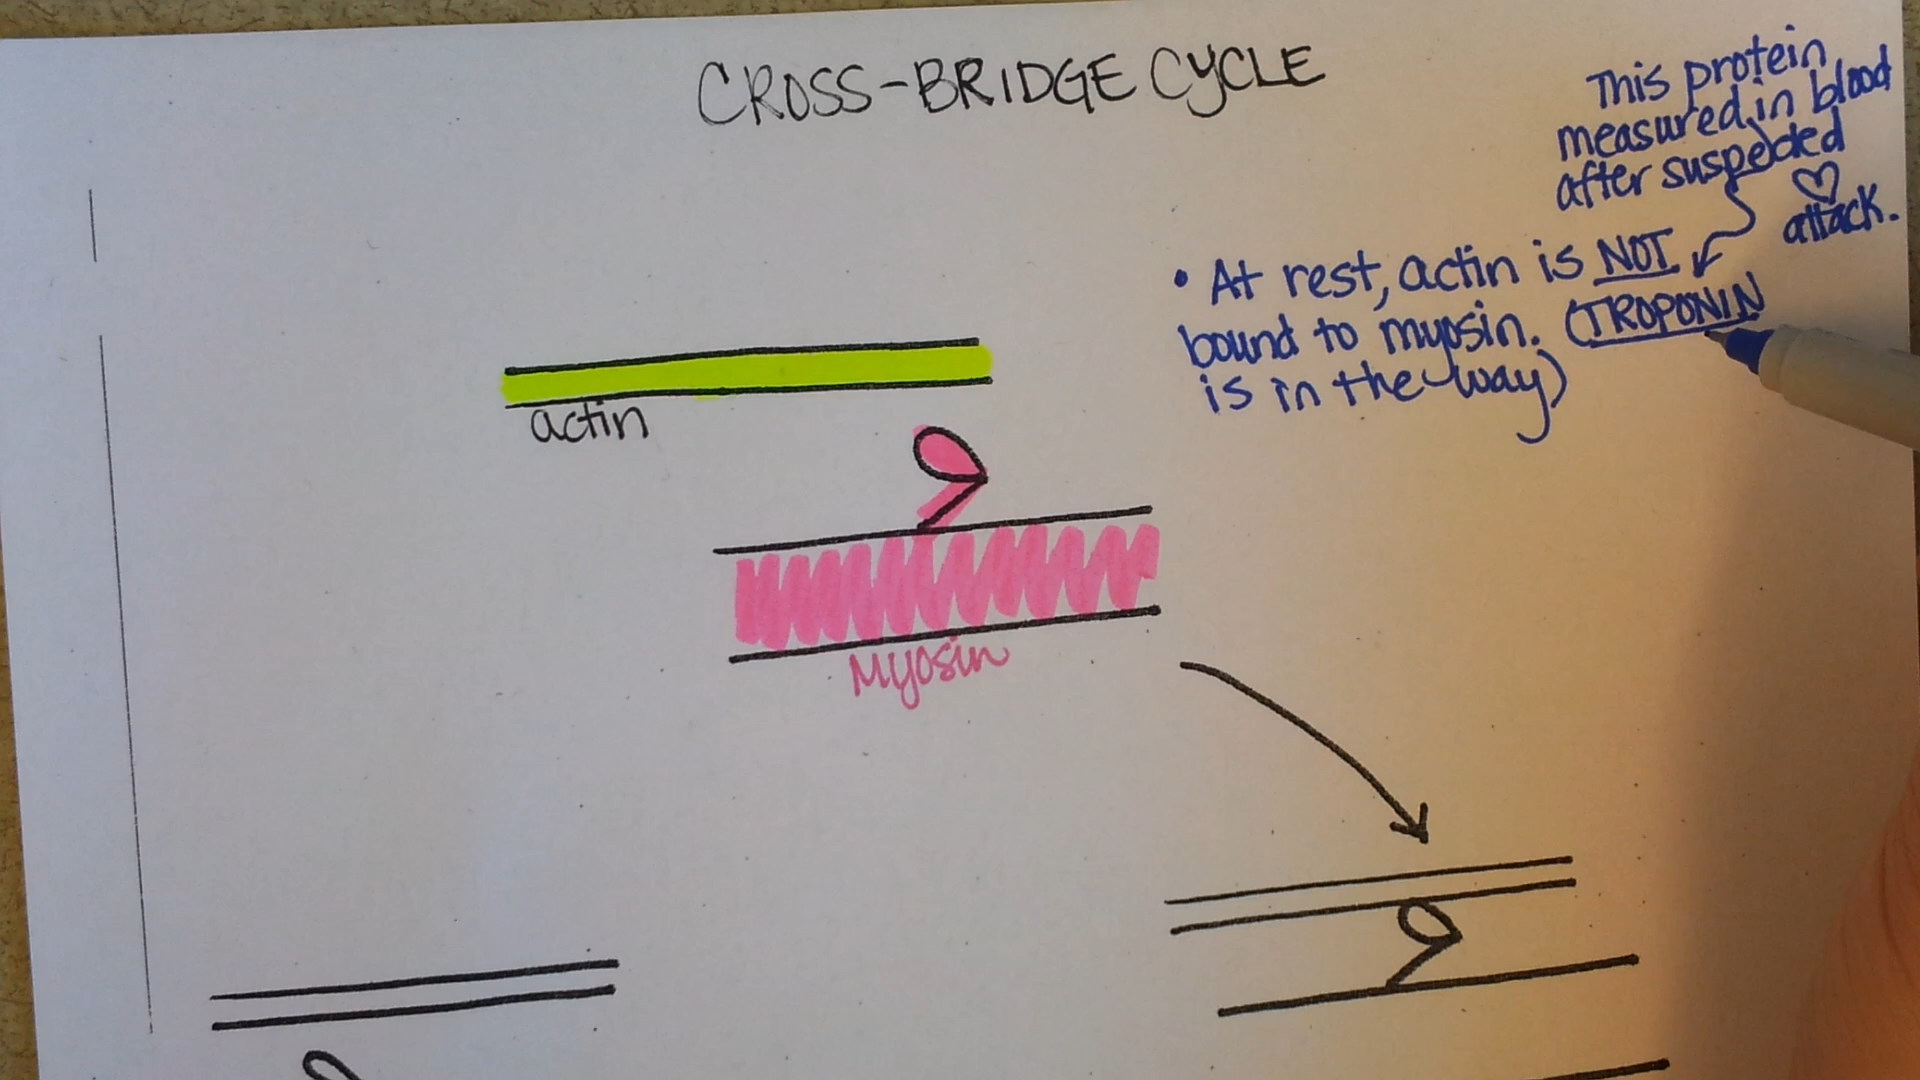 CROSS-BRIDGE CYCLE
This protein
measured in blood
after suspected
♡
attack.
• At rest, actin is NOT
bound to myosin. (TROPONIN
is in the way)
actin
Myosin